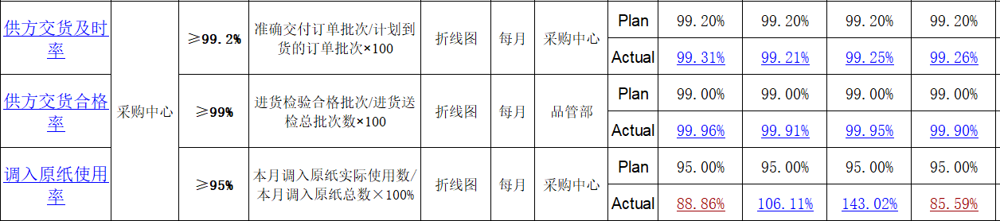 供方交货及时
率
采购中心
≥99.2%
准确交付订单批次/计划到
货的订单批次×100
折线图
每月
采购中心
Plan
99.20%
99.20%
99.20%
99.20%
Actual
99.31%
99.21%
99.25%
99.26%
供方交货合格
率
≥99%
进货检验合格批次/进货送
检总批次数×100
折线图
每月
品管部
Plan
99.00%
99.00%
99.00%
99.00%
Actual
99.96%
99.91%
99.95%
99.90%
调入原纸使用
率
≥95%
本月调入原纸实际使用数/
本月调入原纸总数×100%
折线图
每月
采购中心
Plan
95.00%
95.00%
95.00%
95.00%
Actual
88.86%
106.11%
143.02%
85.59%